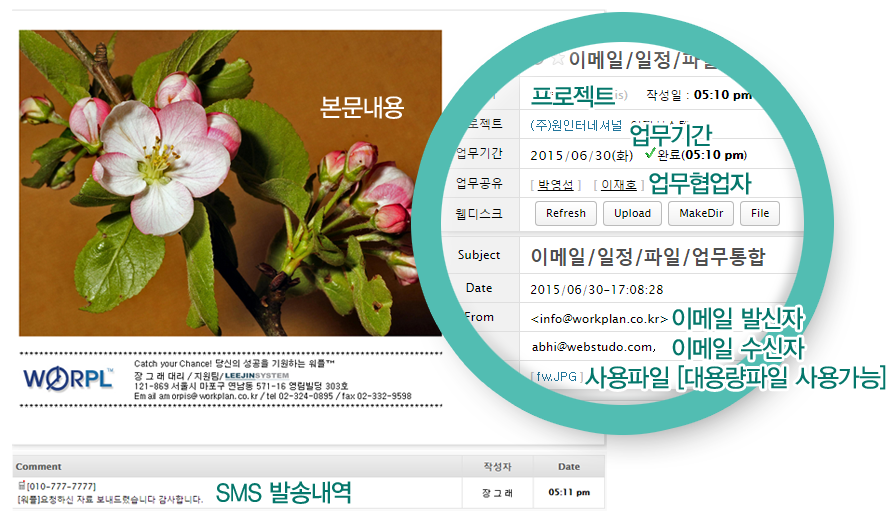 본문내용
이메일/일정/파일
프로젝트 작성일 : 05:10 pm
로젝트 (주)원인터네셔널
업무기간
업무기간 2015/06/30(화) 완료(05:10 pm)
업무공유 [ 박영섭 ] [ 이재호 ] 업무협업자
웹디스크 Refresh Upload MakeDir File
Subject 이메일/일정/파일/업무통합
Date 2015/06/30-17:08:28
From <info@workplan.co.kr> 이메일 발신자
abhi@webstudo.com, 이메일 수신자
[ fw.JPG ] 사용파일 [대용량파일 사용가능]
WORPL™
Catch your Chance! 당신의 성공을 기원하는 워플™
장 그 래 대리 / 지원팀/ LEEJINSYSTEM
121-869 서울시 마포구 연남동 571-16 영림빌딩 303호
Email amorpis@workplan.co.kr / tel 02-324-0895 / fax 02-332-9598
Comment 작성자 Date
[010-777-7777]
[워플]요청하신 자료 보내드렸습니다 감사합니다. SMS 발송내역 장 그 래 05:11 pm